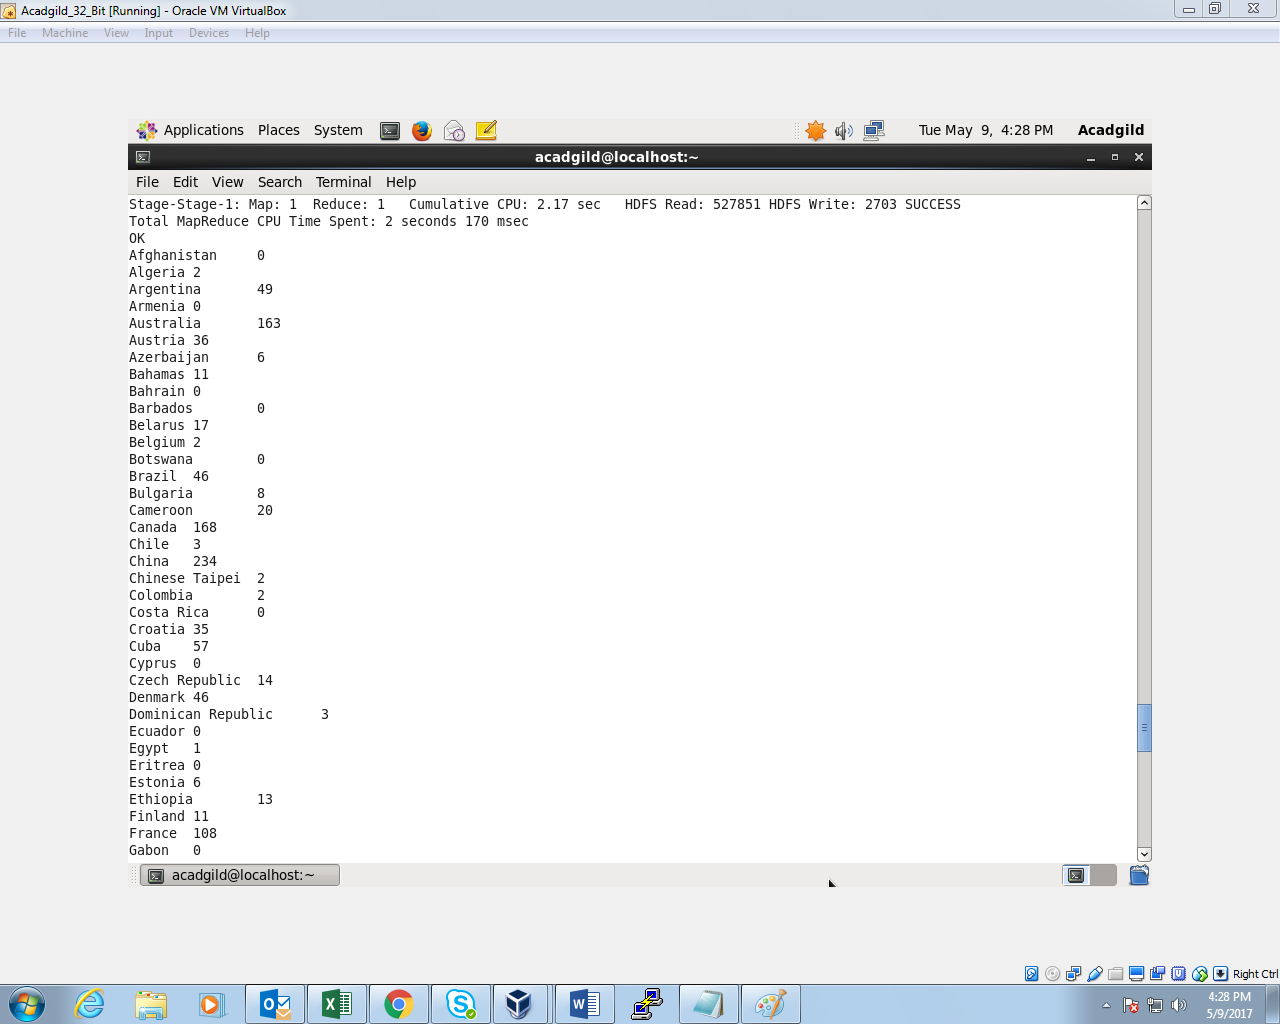 Acadgild_32_Bit [Running] - Oracle VM VirtualBox
File Machine View Input Devices Help
Applications Places System Tue May 9, 4:28 PM Acadgild
acadgild@localhost:~
File Edit View Search Terminal Help
Stage-Stage-1: Map: 1 Reduce: 1 Cumulative CPU: 2.17 sec HDFS Read: 527851 HDFS Write: 2703 SUCCESS
Total MapReduce CPU Time Spent: 2 seconds 170 msec
OK
Afghanistan 0
Algeria 2
Argentina 49
Armenia 0
Australia 163
Austria 36
Azerbaijan 6
Bahamas 11
Bahrain 0
Barbados 0
Belarus 17
Belgium 2
Botswana 0
Brazil 46
Bulgaria 8
Cameroon 20
Canada 168
Chile 3
China 234
Chinese Taipei 2
Colombia 2
Costa Rica 0
Croatia 35
Cuba 57
Cyprus 0
Czech Republic 14
Denmark 46
Dominican Republic 3
Ecuador 0
Egypt 1
Eritrea 0
Estonia 6
Ethiopia 13
Finland 11
France 108
Gabon 0
acadgild@localhost:~
Right Ctrl
4:28 PM
5/9/2017